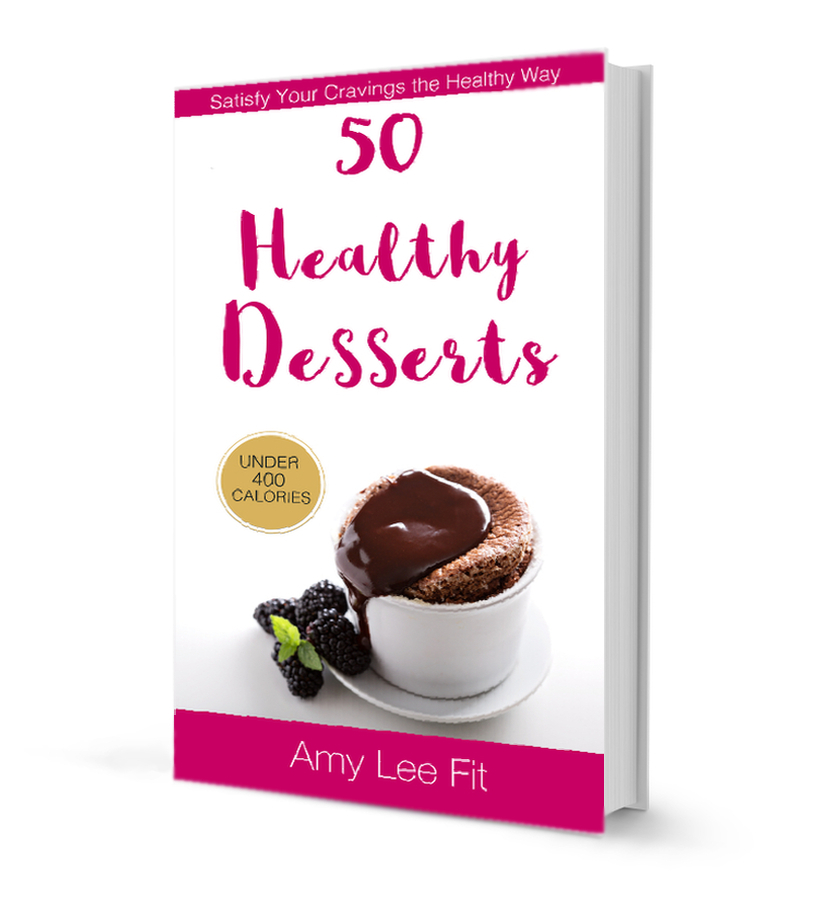 Satisfy Your Cravings the Healthy Way
50
Healthy
Desserts
UNDER
400
CALORIES
Amy Lee Fit